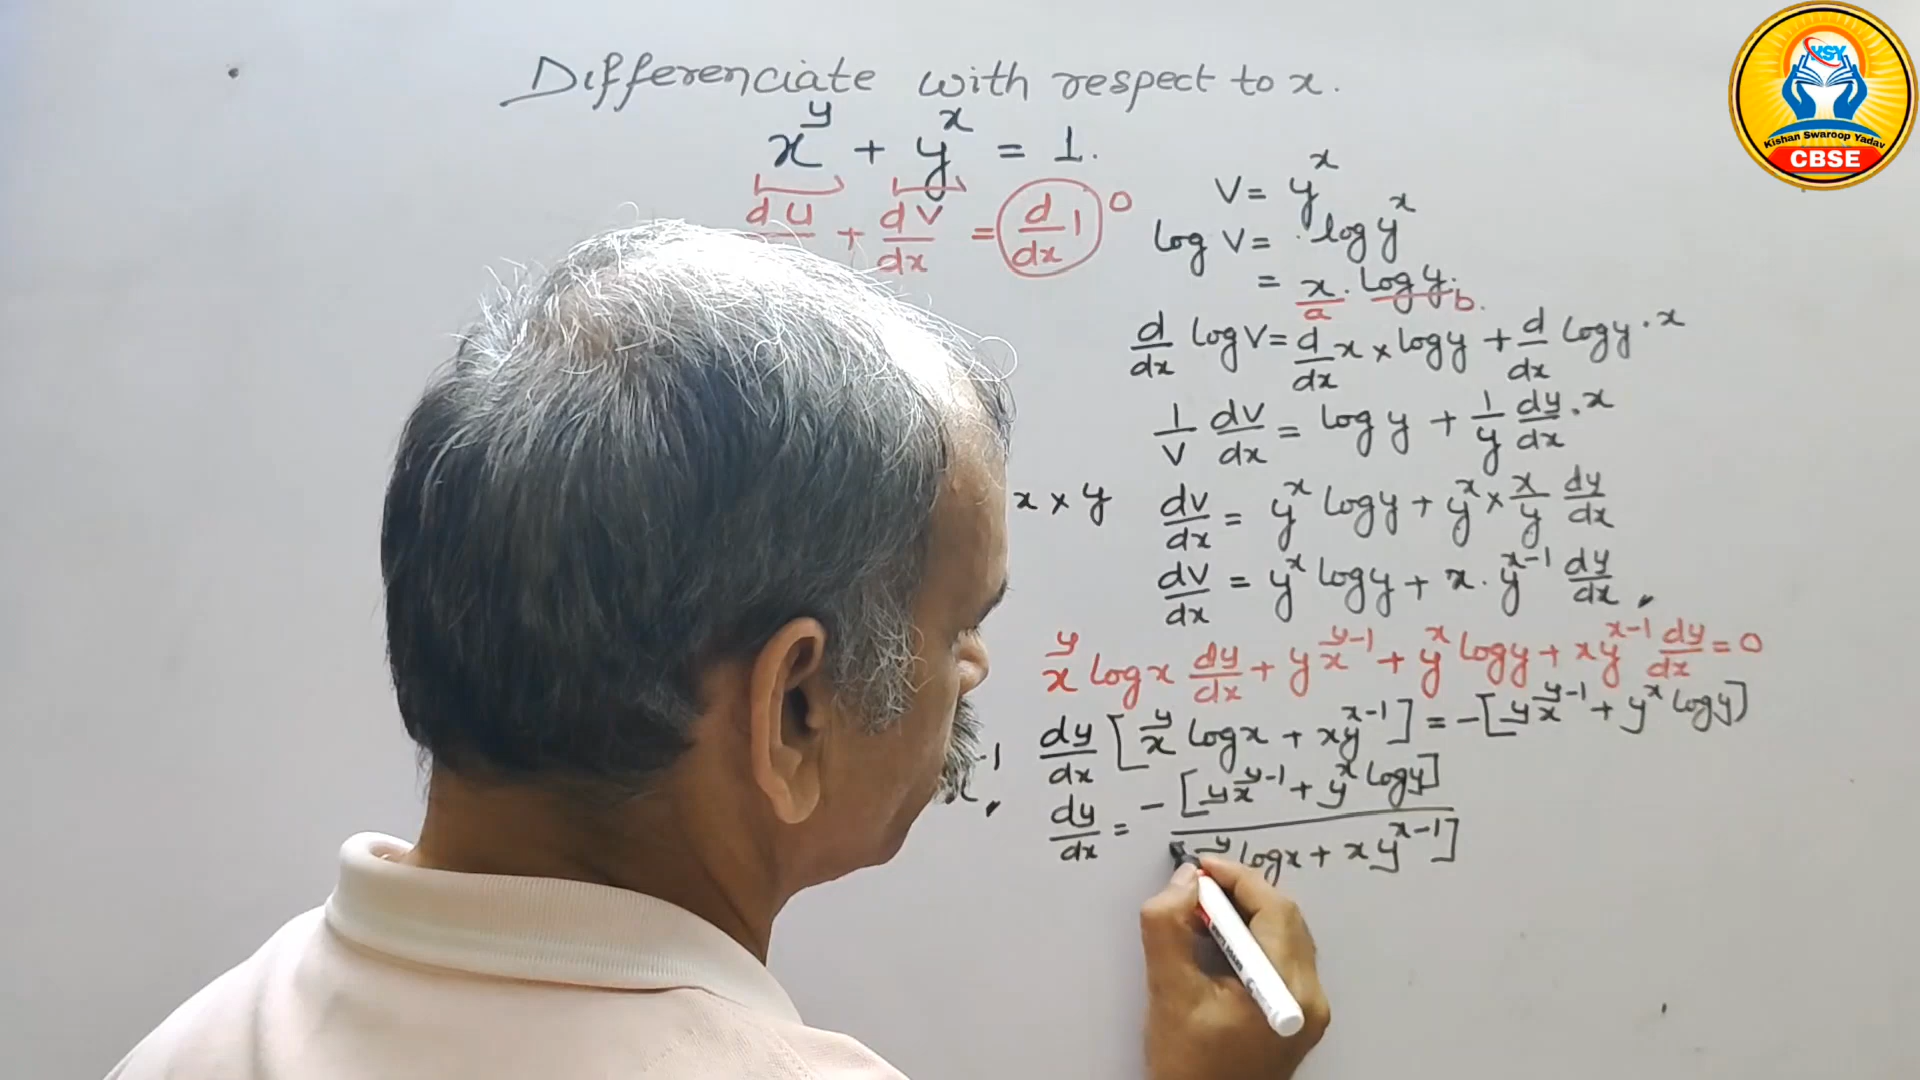 Differenciate with respect to x.
x^y + y^x = 1.
du + dv/dx = d/dx 1 0
V = y^x
log V = log y^x
= x . log y.
a b.
d/dx log V = d/dx x × log y + d/dx log y . x
1/V dv/dx = log y + 1/y dy/dx . x
x × y
dv/dx = y^x log y + y^x × x/y dy/dx
dv/dx = y^x log y + x . y^x-1 dy/dx .
x^y log x dy/dx + y x^y-1 + y^x log y + x y^x-1 dy/dx = 0
dy/dx [x^y log x + x y^x-1] = -[y x^y-1 + y^x log y]
-1
dy/dx = -[y x^y-1 + y^x log y] / y log x + x y^x-1]
KSY
Kishan Swaroop Yadav
CBSE